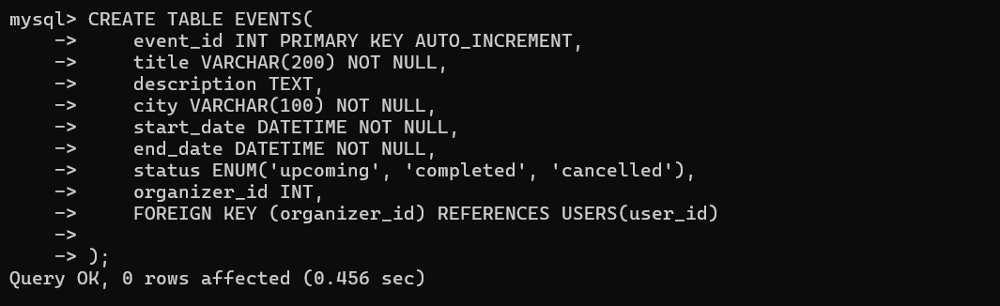 mysql> CREATE TABLE EVENTS(
    ->     event_id INT PRIMARY KEY AUTO_INCREMENT,
    ->     title VARCHAR(200) NOT NULL,
    ->     description TEXT,
    ->     city VARCHAR(100) NOT NULL,
    ->     start_date DATETIME NOT NULL,
    ->     end_date DATETIME NOT NULL,
    ->     status ENUM('upcoming', 'completed', 'cancelled'),
    ->     organizer_id INT,
    ->     FOREIGN KEY (organizer_id) REFERENCES USERS(user_id)
    ->
    -> );
Query OK, 0 rows affected (0.456 sec)